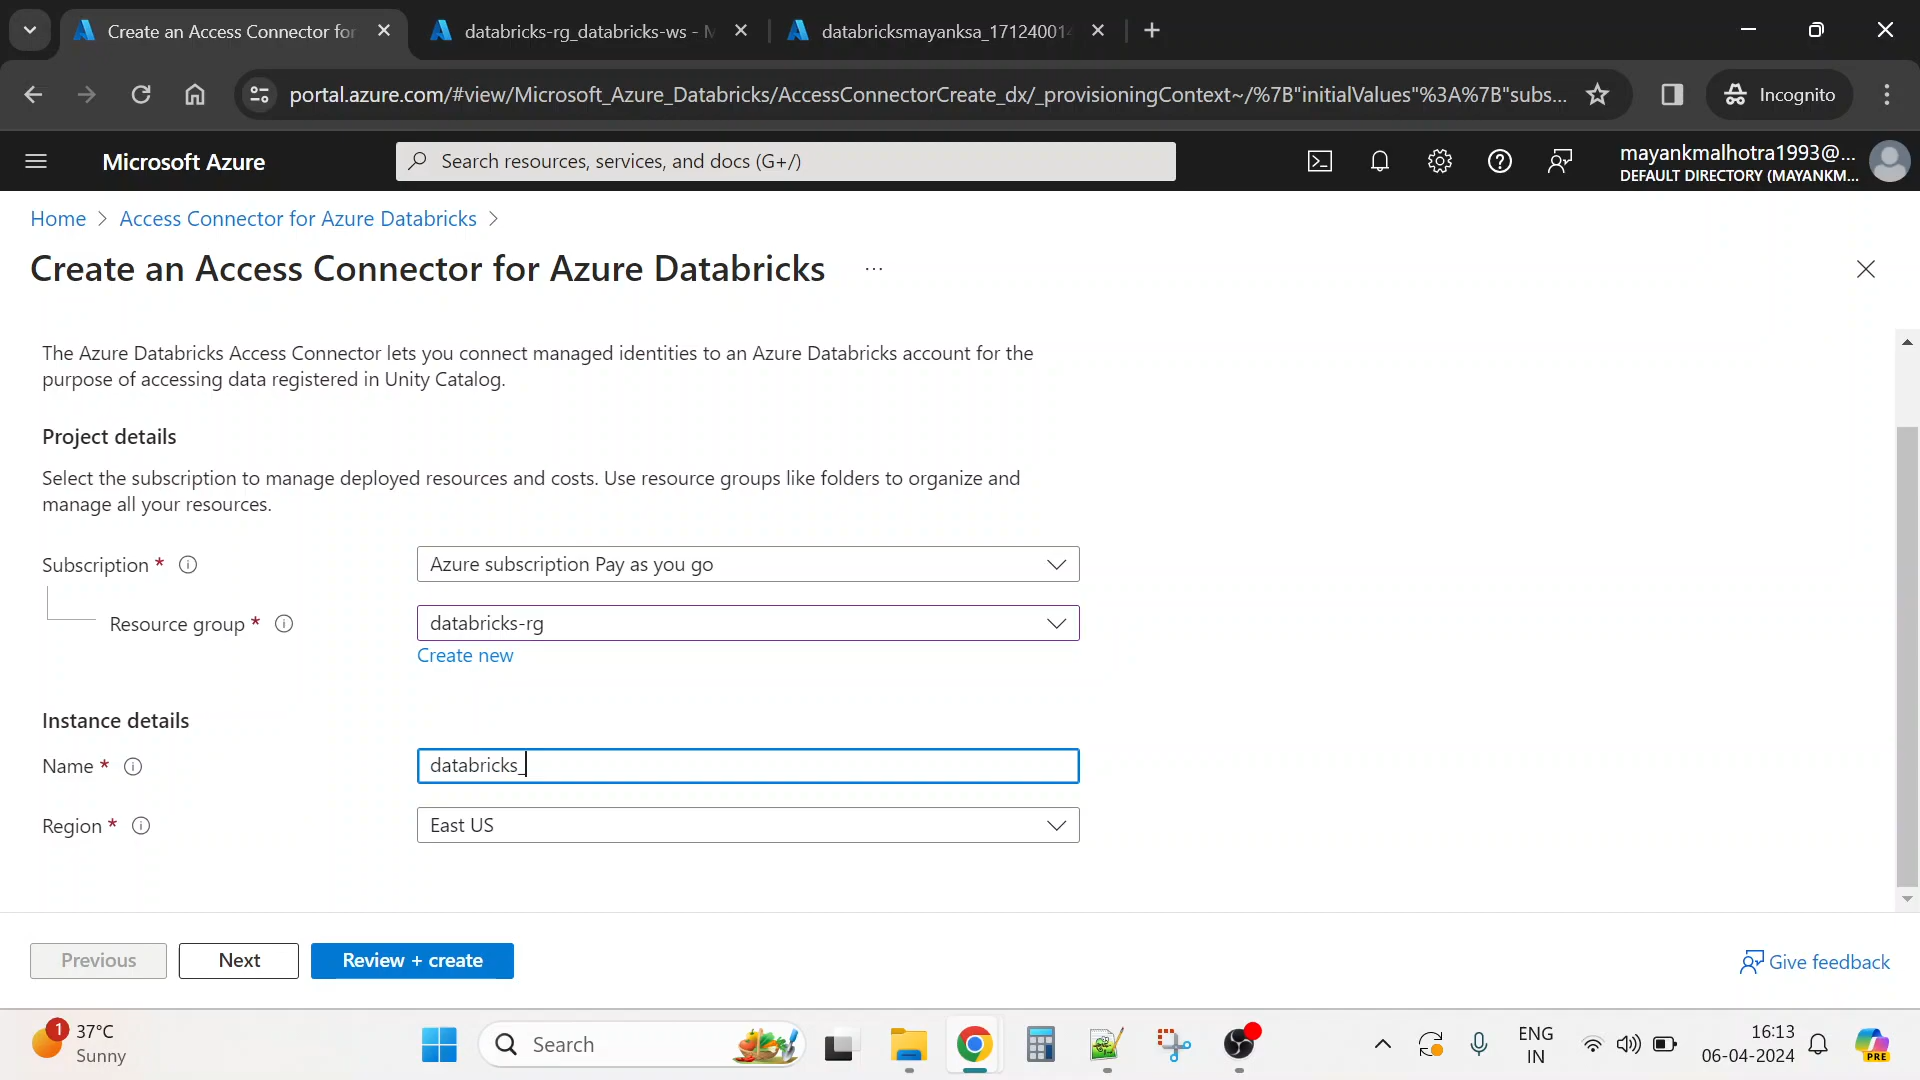 Create an Access Connector for
databricks-rg_databricks-ws - M
databricksmayanksa_171240014
portal.azure.com/#view/Microsoft_Azure_Databricks/AccessConnectorCreate_dx/_provisioningContext~/%7B"initialValues"%3A%7B"subs...
Incognito
Microsoft Azure
Search resources, services, and docs (G+/)
mayankmalhotra1993@...
DEFAULT DIRECTORY (MAYANKM...
Home > Access Connector for Azure Databricks >
Create an Access Connector for Azure Databricks ...
The Azure Databricks Access Connector lets you connect managed identities to an Azure Databricks account for the
purpose of accessing data registered in Unity Catalog.
Project details
Select the subscription to manage deployed resources and costs. Use resource groups like folders to organize and
manage all your resources.
Subscription *
Azure subscription Pay as you go
Resource group *
databricks-rg
Create new
Instance details
Name *
databricks_
Region *
East US
Previous
Next
Review + create
Give feedback
1
37°C
Sunny
Search
ENG
IN
16:13
06-04-2024
PRE